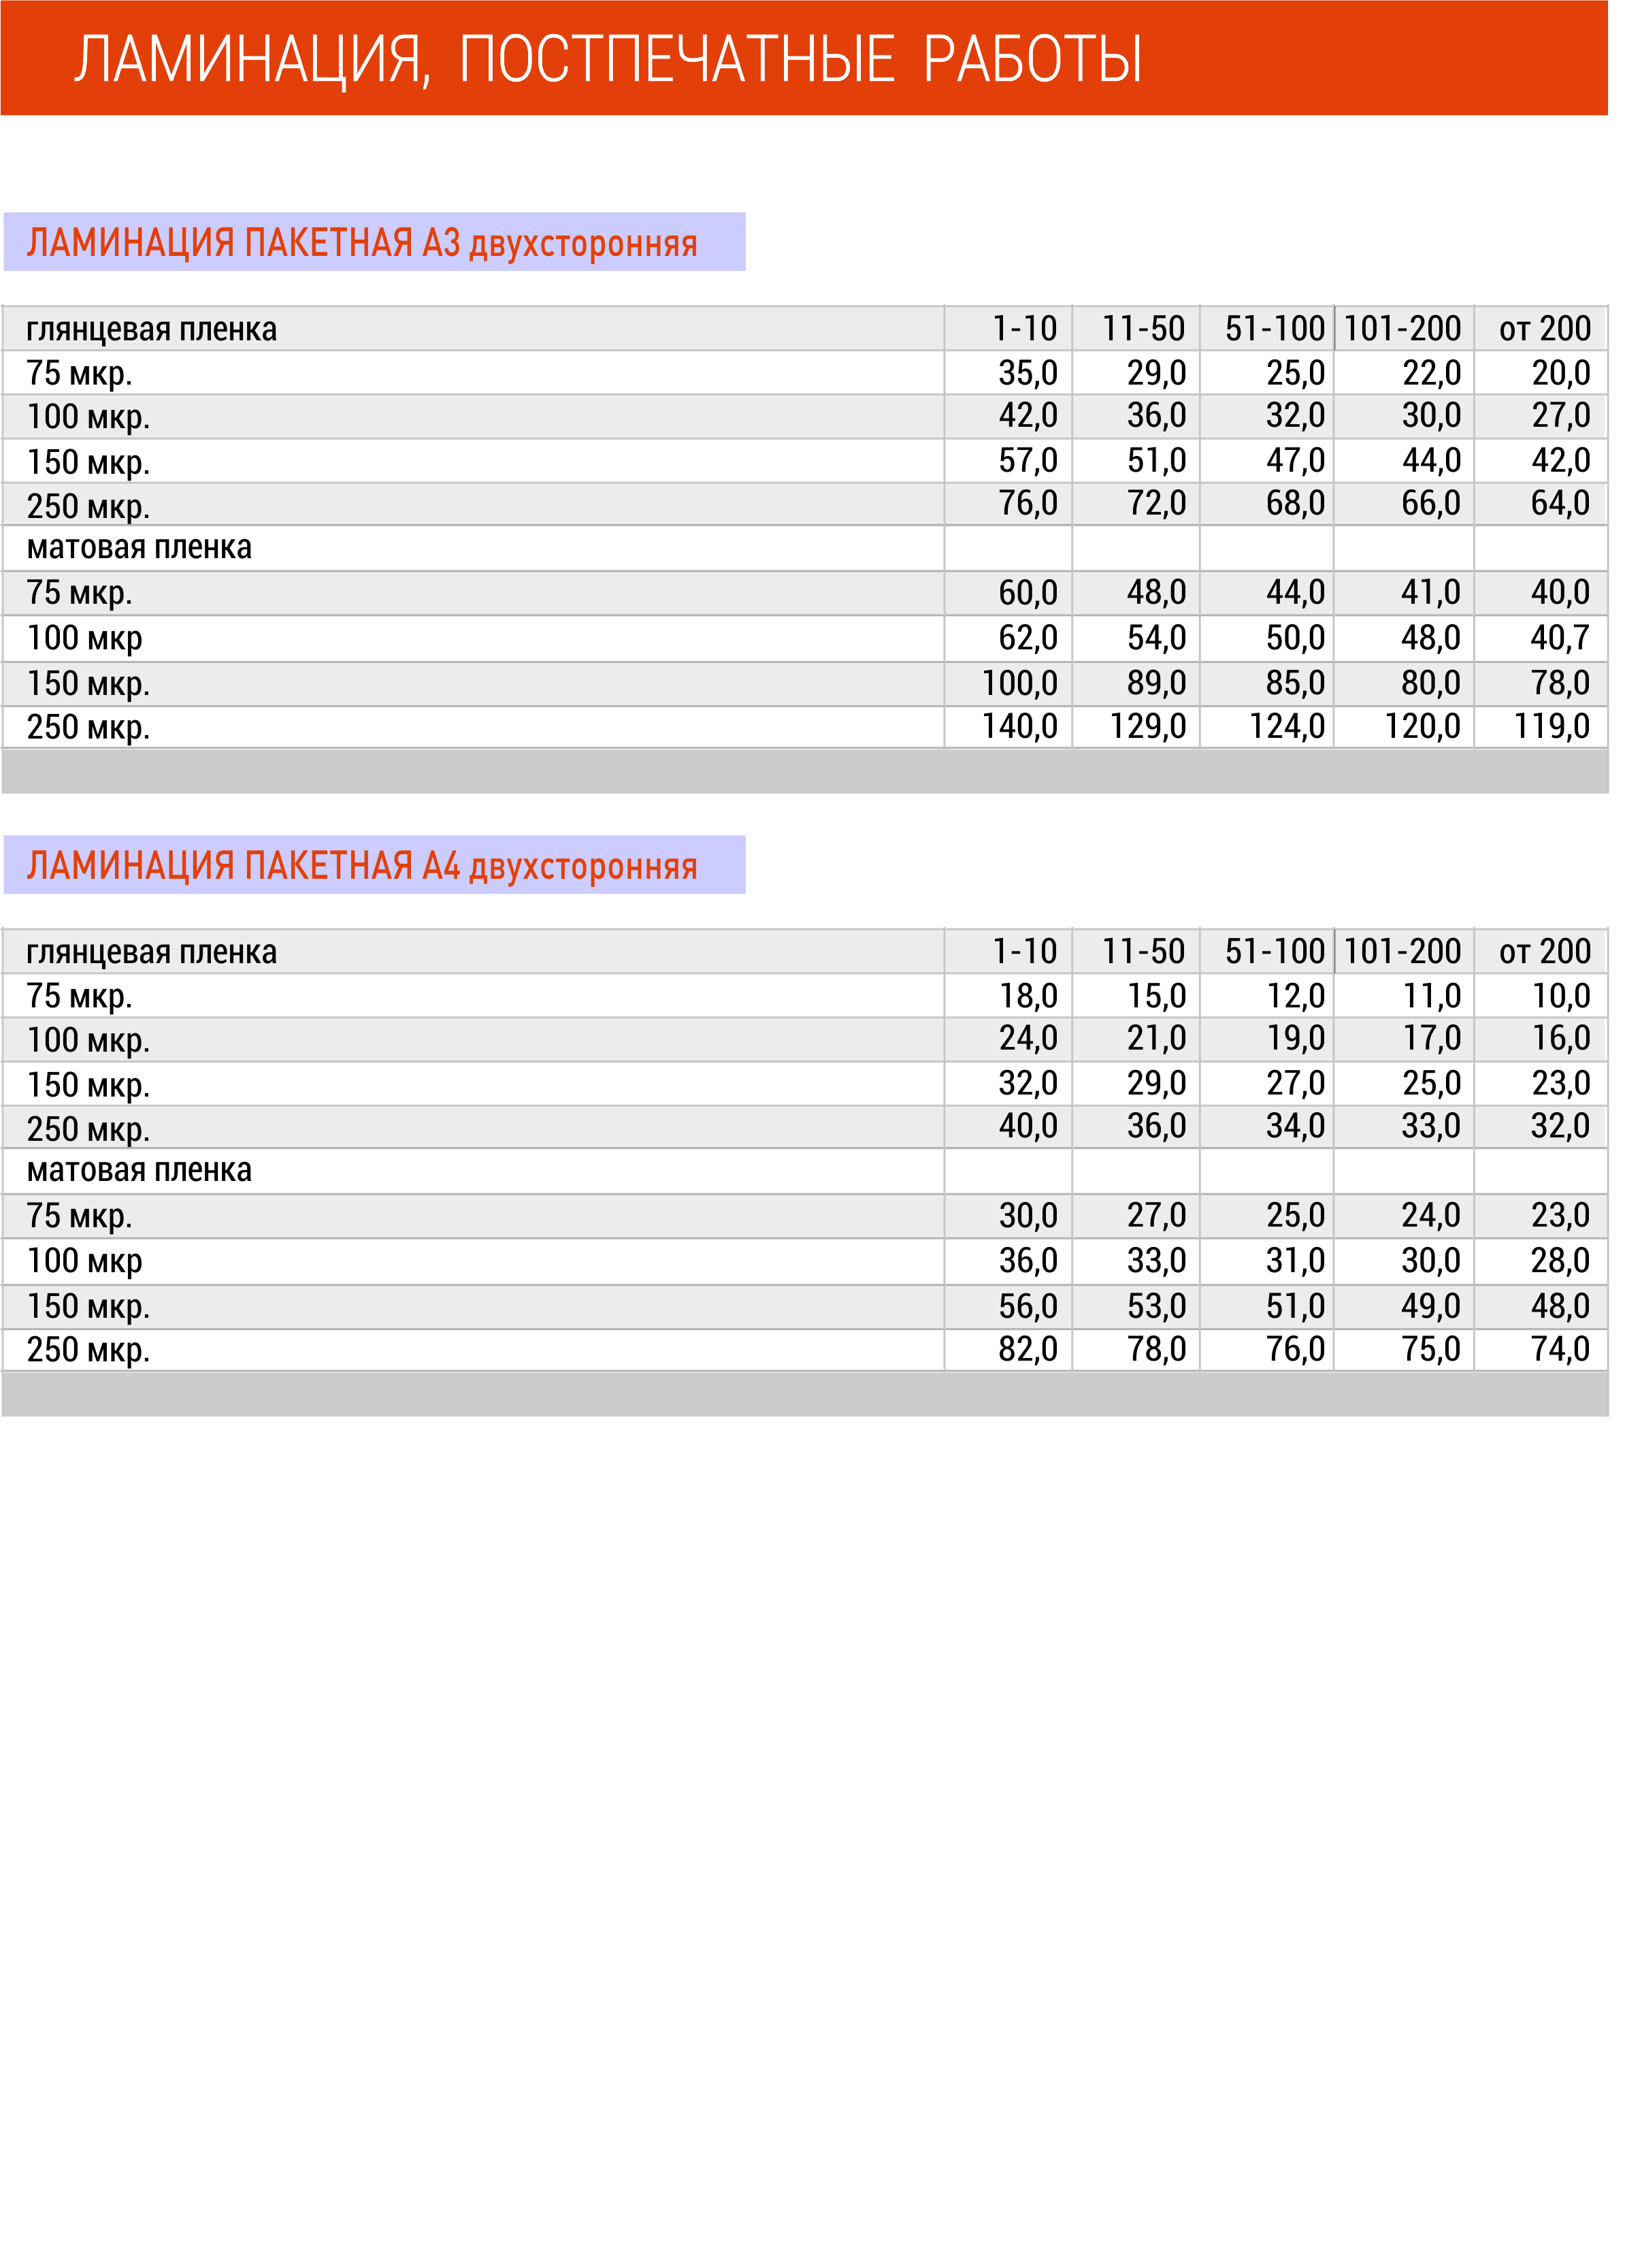 ЛАМИНАЦИЯ, ПОСТПЕЧАТНЫЕ РАБОТЫ
ЛАМИНАЦИЯ ПАКЕТНАЯ А3 двухсторонняя
глянцевая пленка 1-10 11-50 51-100 101-200 от 200
75 мкр. 35,0 29,0 25,0 22,0 20,0
100 мкр. 42,0 36,0 32,0 30,0 27,0
150 мкр. 57,0 51,0 47,0 44,0 42,0
250 мкр. 76,0 72,0 68,0 66,0 64,0
матовая пленка
75 мкр. 60,0 48,0 44,0 41,0 40,0
100 мкр 62,0 54,0 50,0 48,0 40,7
150 мкр. 100,0 89,0 85,0 80,0 78,0
250 мкр. 140,0 129,0 124,0 120,0 119,0
ЛАМИНАЦИЯ ПАКЕТНАЯ А4 двухсторонняя
глянцевая пленка 1-10 11-50 51-100 101-200 от 200
75 мкр. 18,0 15,0 12,0 11,0 10,0
100 мкр. 24,0 21,0 19,0 17,0 16,0
150 мкр. 32,0 29,0 27,0 25,0 23,0
250 мкр. 40,0 36,0 34,0 33,0 32,0
матовая пленка
75 мкр. 30,0 27,0 25,0 24,0 23,0
100 мкр 36,0 33,0 31,0 30,0 28,0
150 мкр. 56,0 53,0 51,0 49,0 48,0
250 мкр. 82,0 78,0 76,0 75,0 74,0